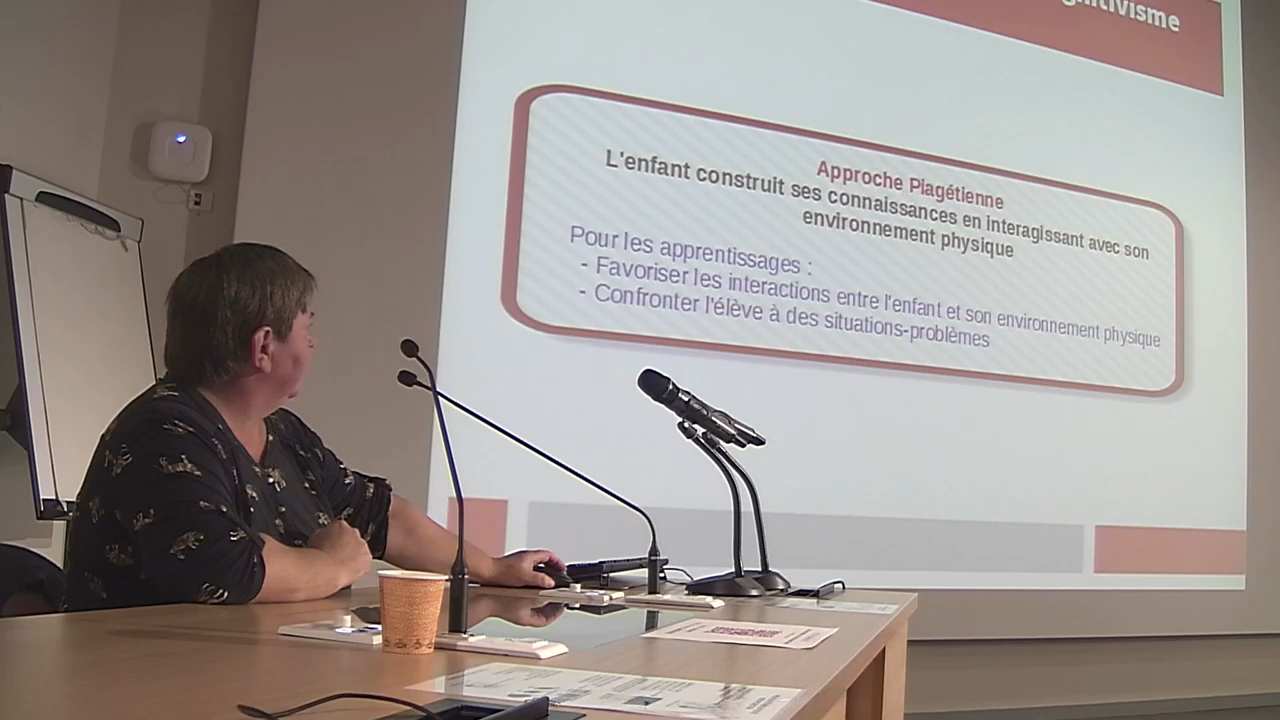 Approche Piagétienne
L'enfant construit ses connaissances en interagissant avec son
environnement physique
Pour les apprentissages :
- Favoriser les interactions entre l'enfant et son environnement physique
- Confronter l'élève à des situations-problèmes